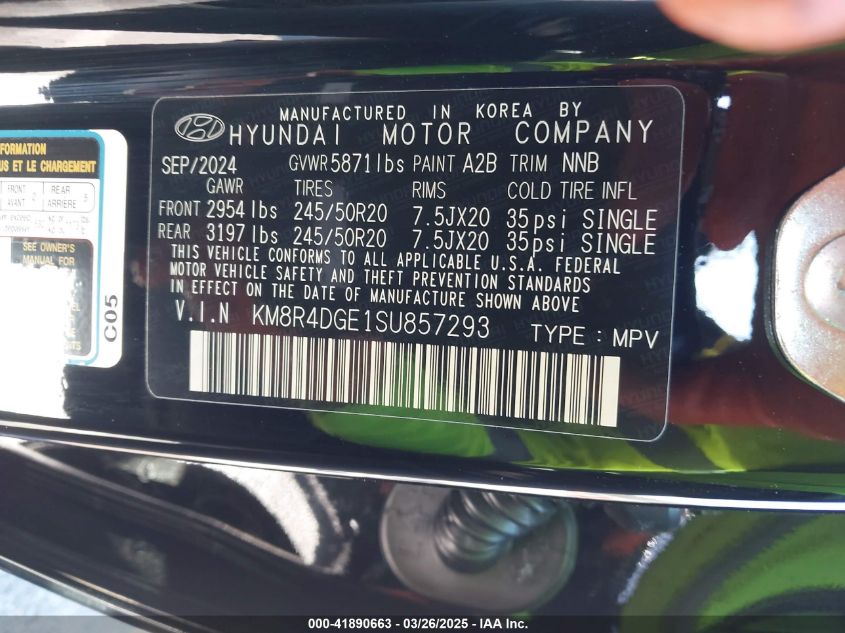 MANUFACTURED IN KOREA BY
HYUNDAI MOTOR COMPANY
SEP/2024 GVWR 5871 lbs PAINT A2B TRIM NNB
GAWR TIRES RIMS COLD TIRE INFL
FRONT 2954 lbs 245/50R20 7.5JX20 35psi SINGLE
REAR 3197 lbs 245/50R20 7.5JX20 35psi SINGLE
THIS VEHICLE CONFORMS TO ALL APPLICABLE U.S.A. FEDERAL
MOTOR VEHICLE SAFETY AND THEFT PREVENTION STANDARDS
IN EFFECT ON THE DATE OF MANUFACTURE SHOWN ABOVE
V.I.N KM8R4DGE1SU857293 TYPE : MPV
FORMATION
US ET LE CHARGEMENT
FRONT
AVANT
2
REAR
ARRIERE
SEE OWNER'S
MANUAL FOR
C05
000-41890663 — 03/26/2025 — IAA Inc.